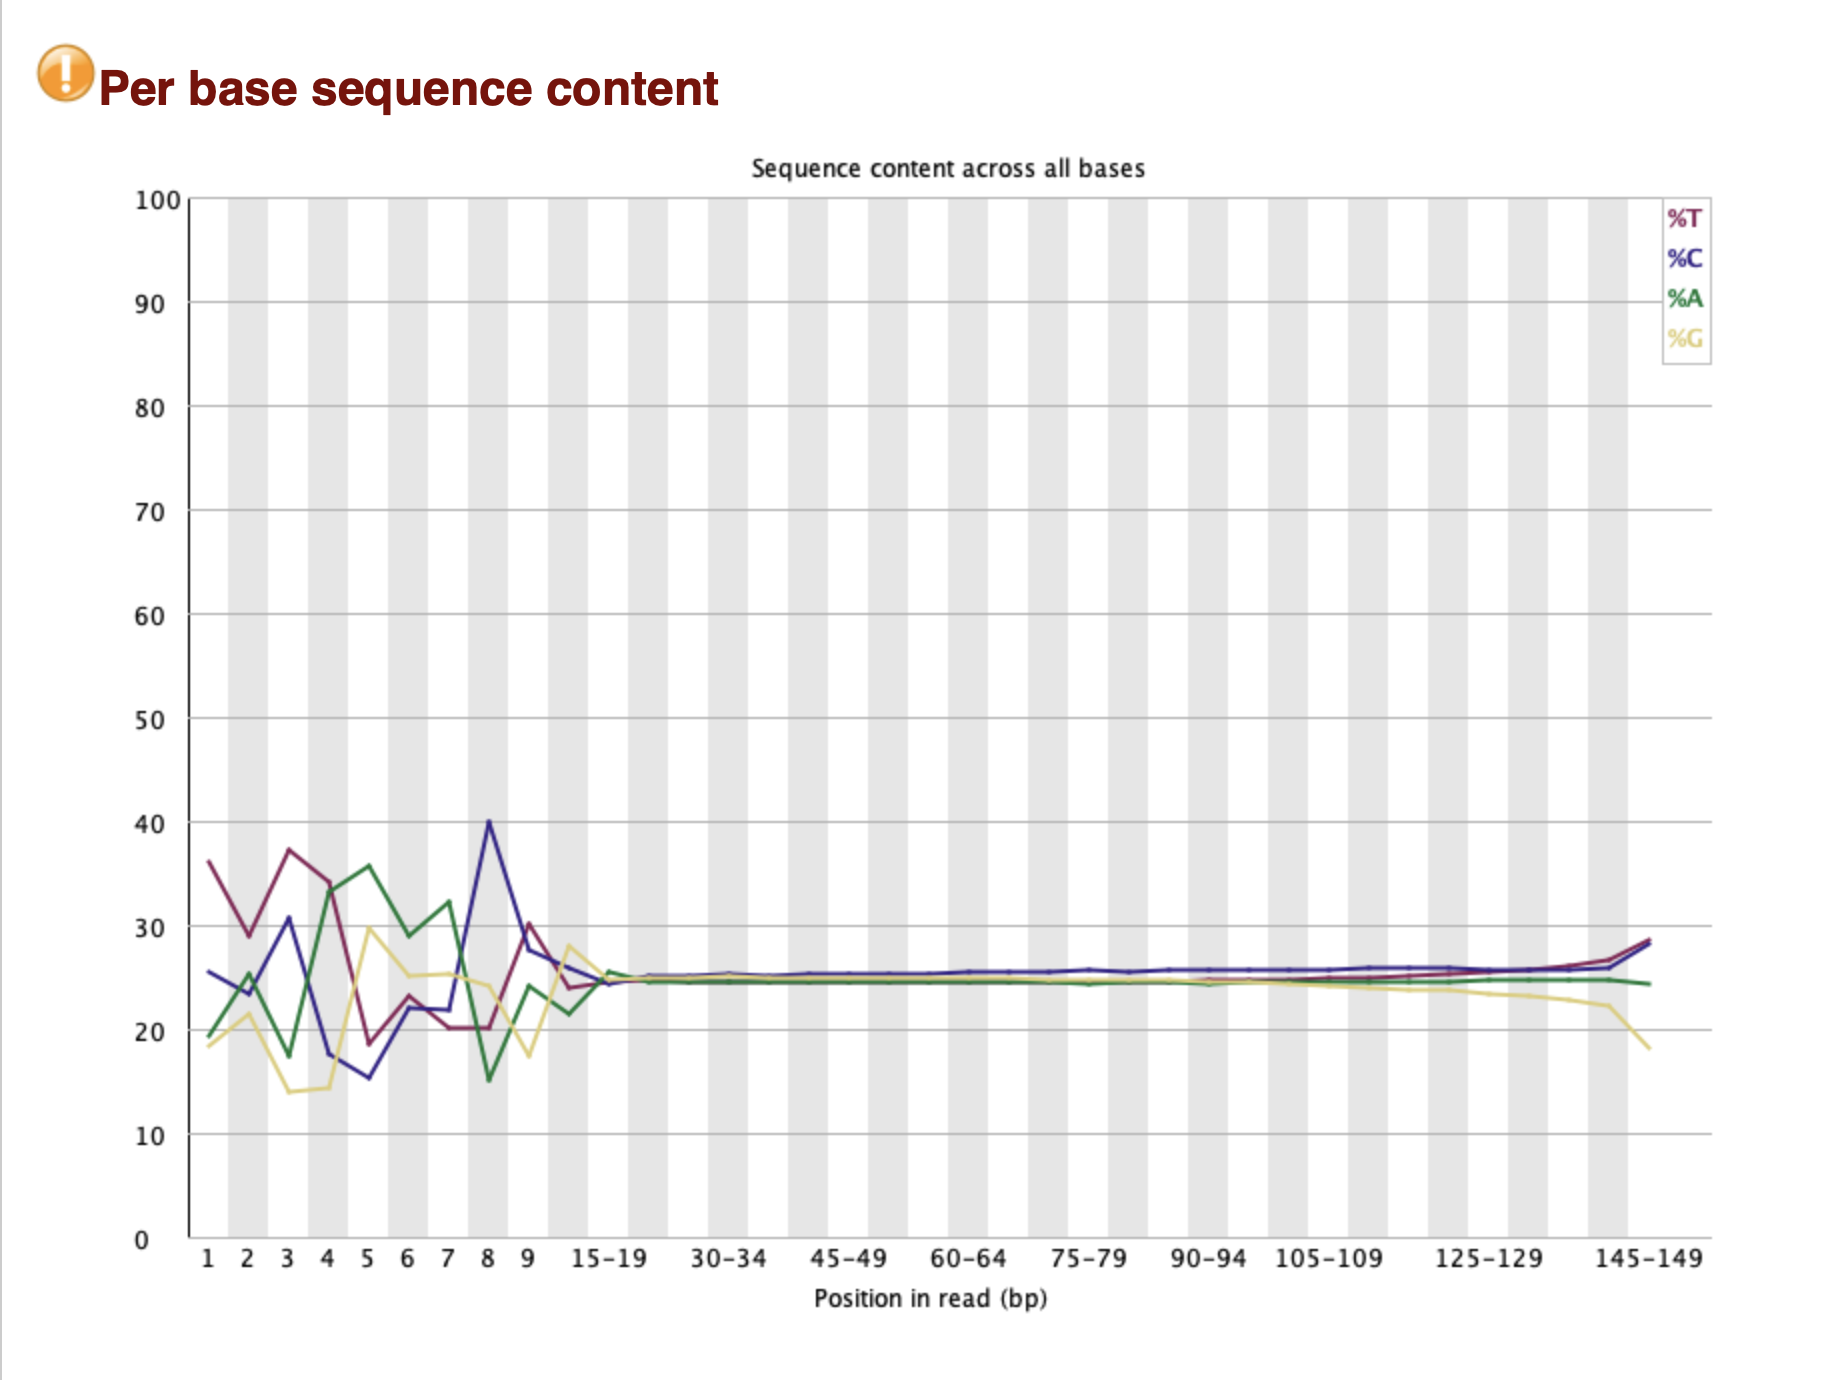 Per base sequence content
Sequence content across all bases
100
90
80
70
60
50
40
30
20
10
0
%T
%C
%A
%G
1 2 3 4 5 6 7 8 9 15-19 30-34 45-49 60-64 75-79 90-94 105-109 125-129 145-149
Position in read (bp)